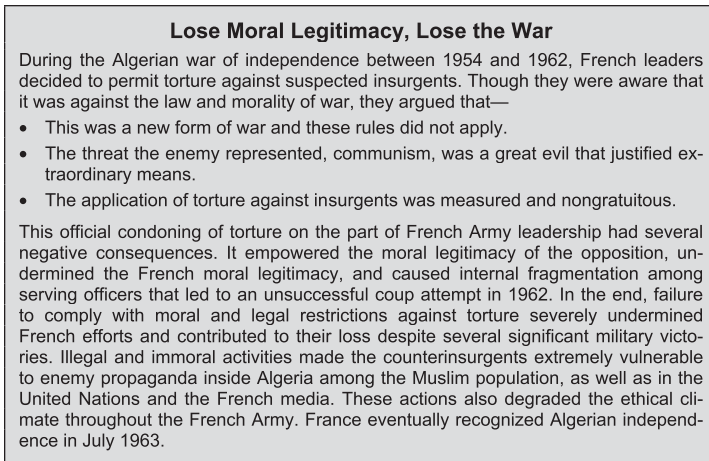 Lose Moral Legitimacy, Lose the War
During the Algerian war of independence between 1954 and 1962, French leaders
decided to permit torture against suspected insurgents. Though they were aware that
it was against the law and morality of war, they argued that—
• This was a new form of war and these rules did not apply.
• The threat the enemy represented, communism, was a great evil that justified ex-
traordinary means.
• The application of torture against insurgents was measured and nongratuitous.
This official condoning of torture on the part of French Army leadership had several
negative consequences. It empowered the moral legitimacy of the opposition, un-
dermined the French moral legitimacy, and caused internal fragmentation among
serving officers that led to an unsuccessful coup attempt in 1962. In the end, failure
to comply with moral and legal restrictions against torture severely undermined
French efforts and contributed to their loss despite several significant military victo-
ries. Illegal and immoral activities made the counterinsurgents extremely vulnerable
to enemy propaganda inside Algeria among the Muslim population, as well as in the
United Nations and the French media. These actions also degraded the ethical cli-
mate throughout the French Army. France eventually recognized Algerian independ-
ence in July 1963.